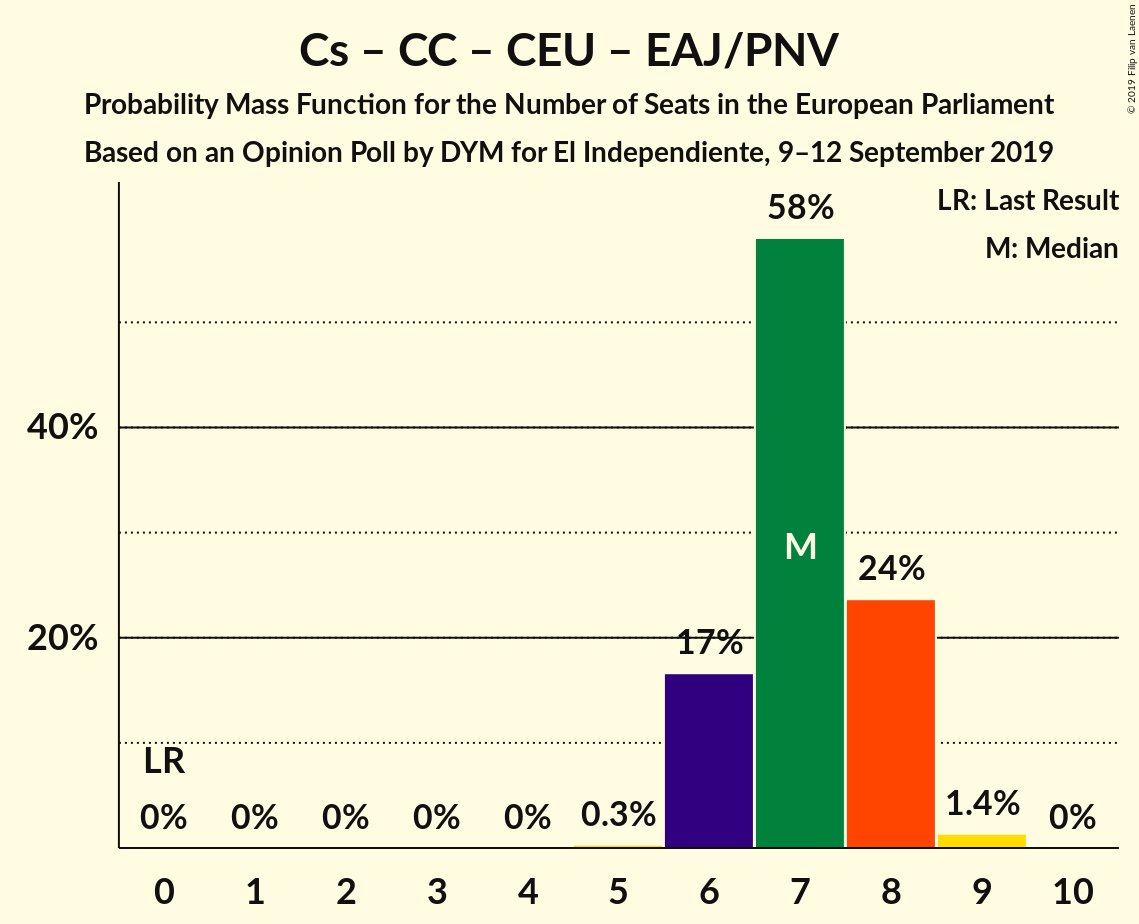 Cs – CC – CEU – EAJ/PNV
Probability Mass Function for the Number of Seats in the European Parliament
Based on an Opinion Poll by DYM for El Independiente, 9–12 September 2019
© 2019 Filip van Laenen
LR: Last Result
M: Median
58%
40%
M
24%
20%
17%
LR
0% 0% 0% 0% 0% 0.3% 1.4% 0%
0 1 2 3 4 5 6 7 8 9 10